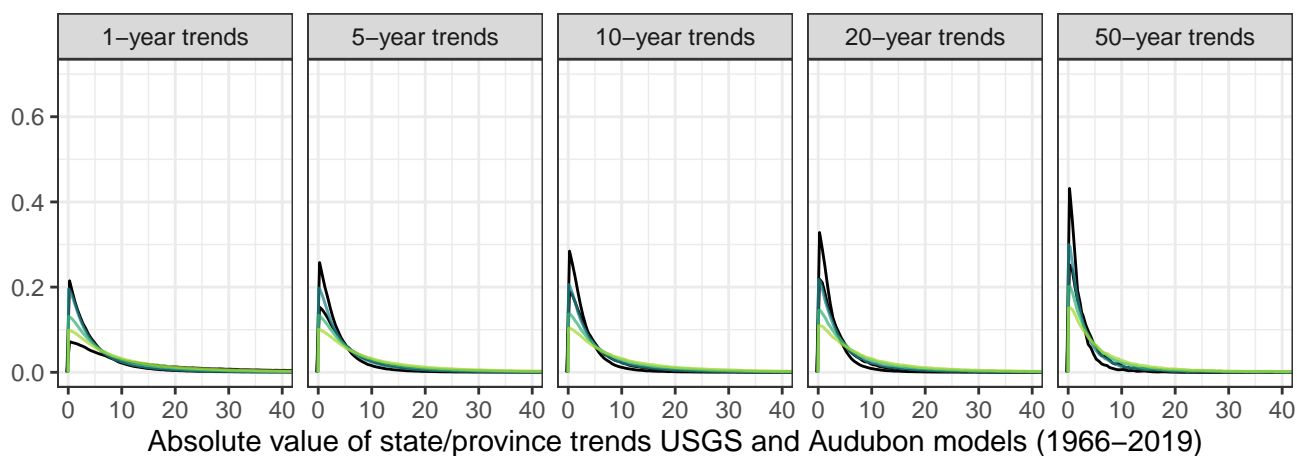 1−year trends 5−year trends 10−year trends 20−year trends 50−year trends
0.6
0.4
0.2
0.0
0 10 20 30 40 0 10 20 30 40 0 10 20 30 40 0 10 20 30 40 0 10 20 30 40
Absolute value of state/province trends USGS and Audubon models (1966−2019)